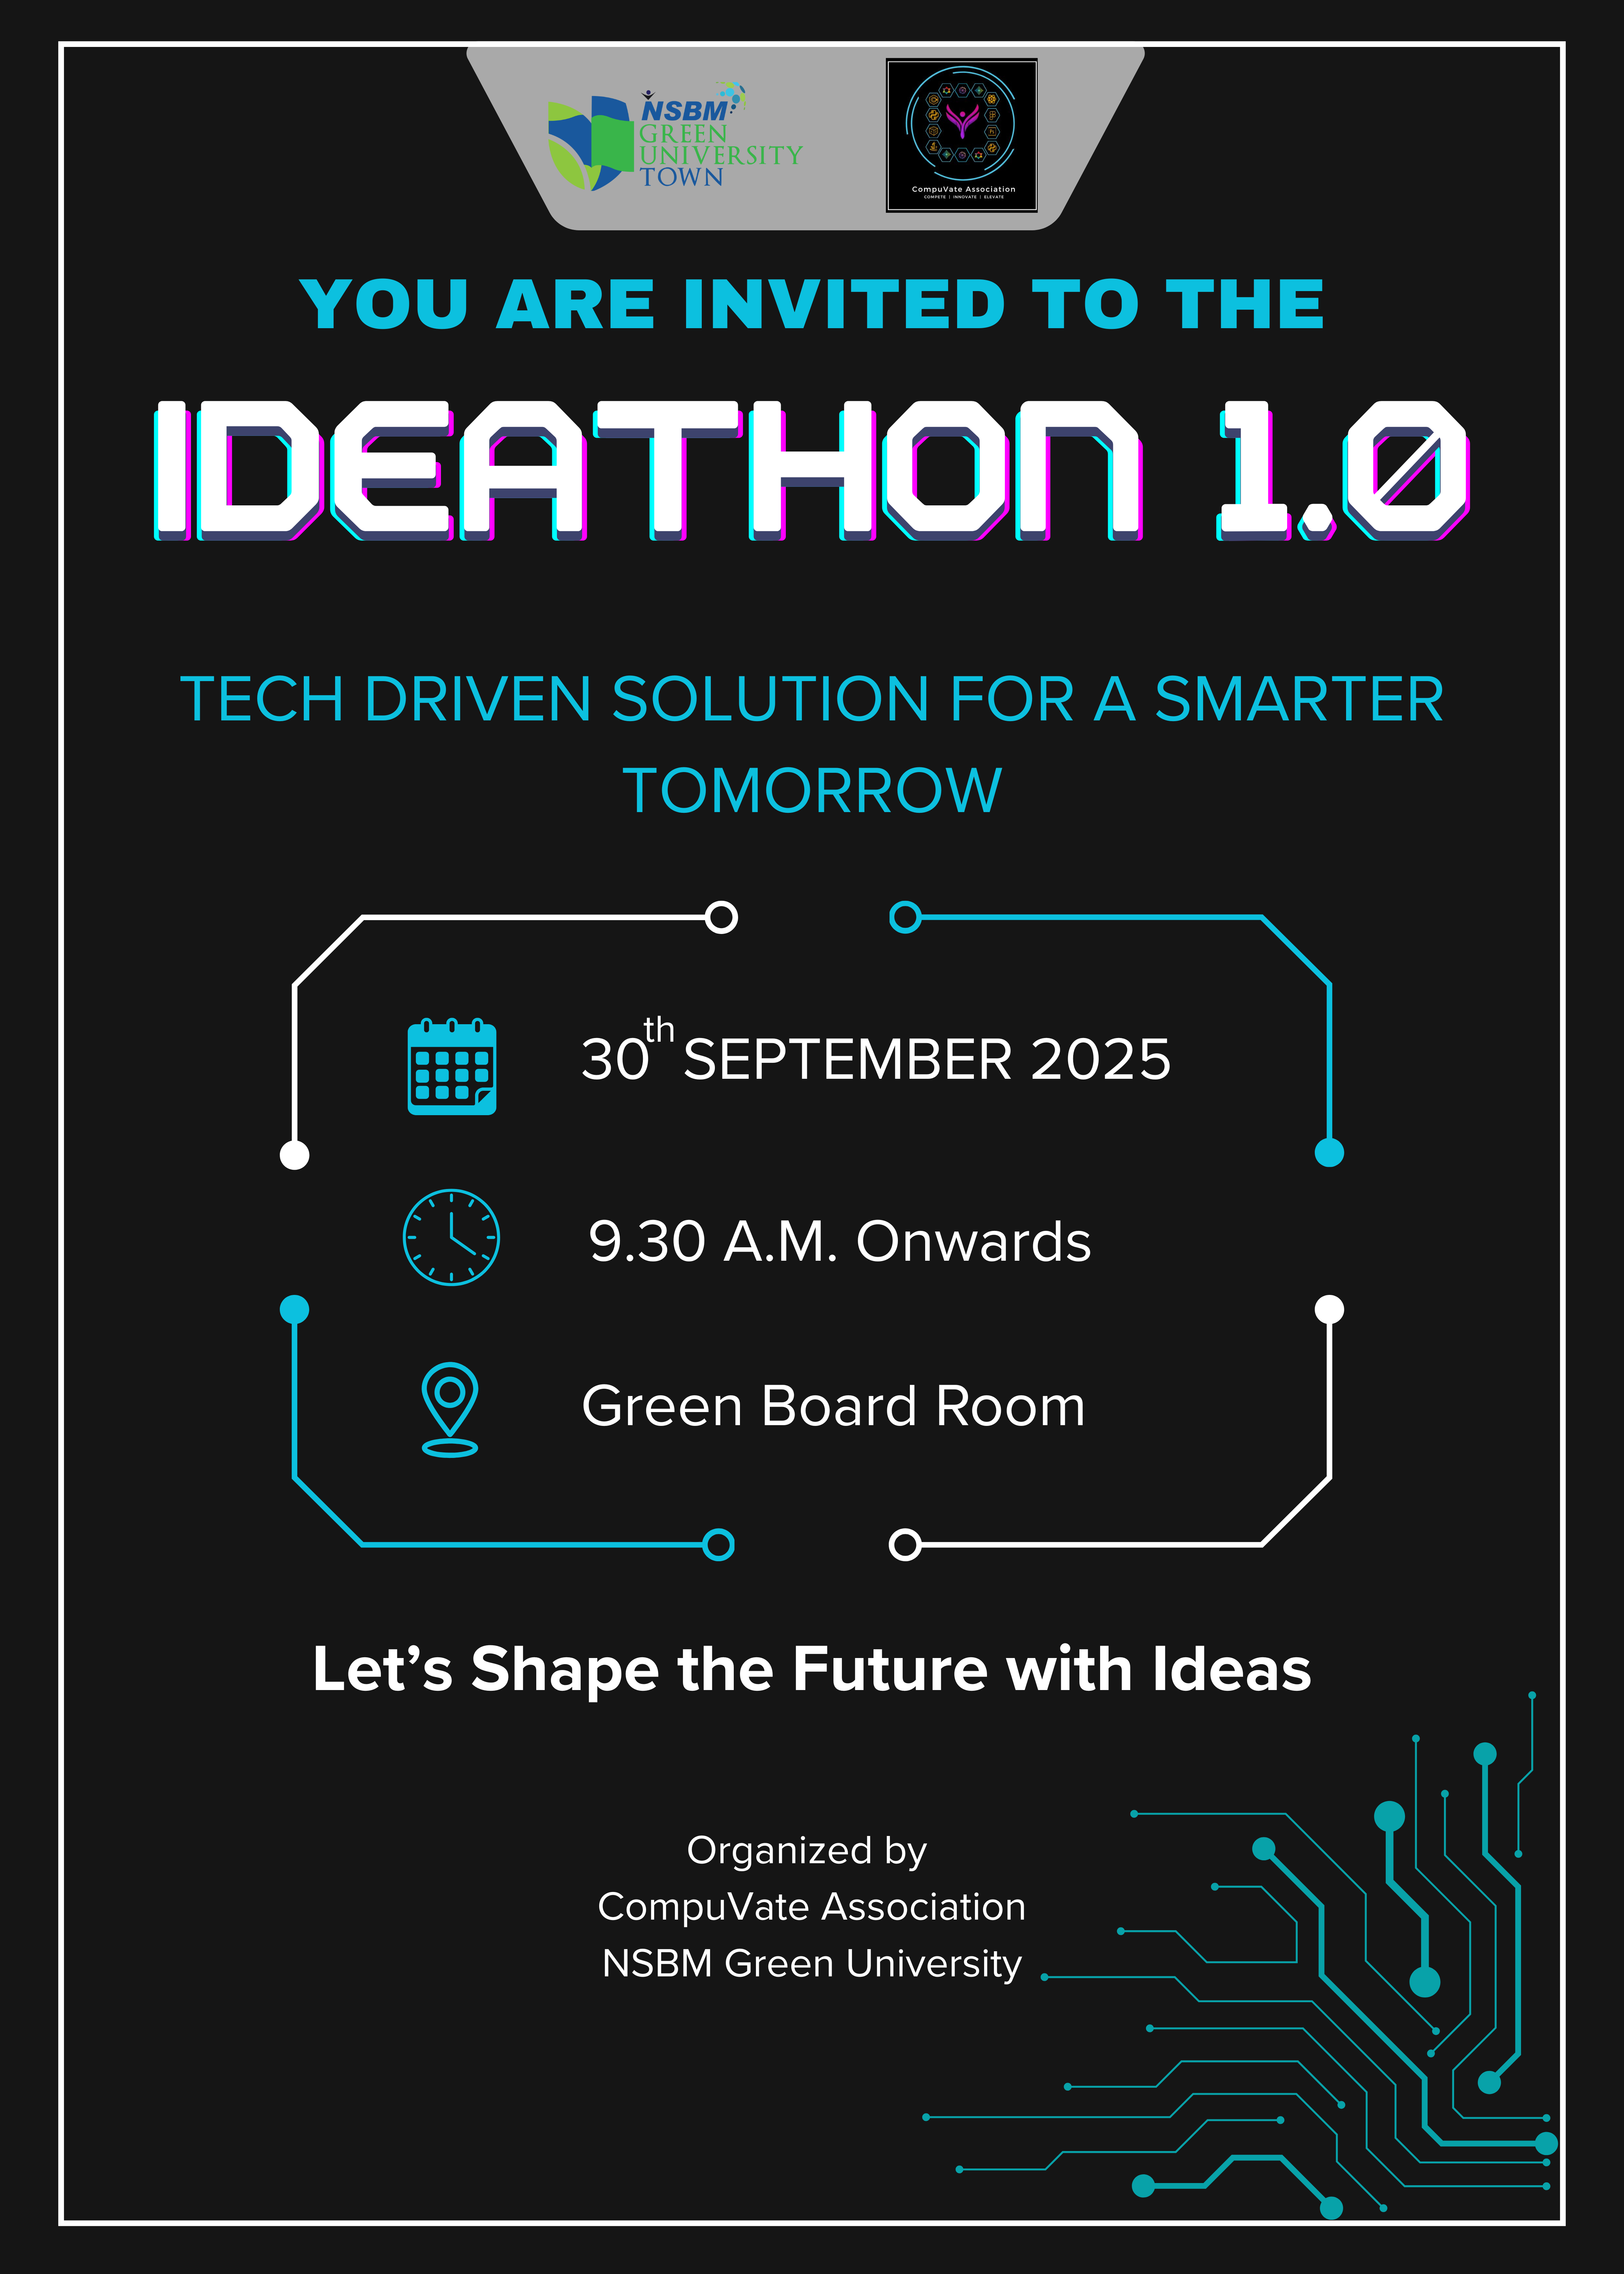 NSBM
GREEN
UNIVERSITY
TOWN
CompuVate Association
COMPETE | INNOVATE | ELEVATE
YOU ARE INVITED TO THE
IDEATHON 1.0
TECH DRIVEN SOLUTION FOR A SMARTER
TOMORROW
30th SEPTEMBER 2025
9.30 A.M. Onwards
Green Board Room
Let’s Shape the Future with Ideas
Organized by
CompuVate Association
NSBM Green University